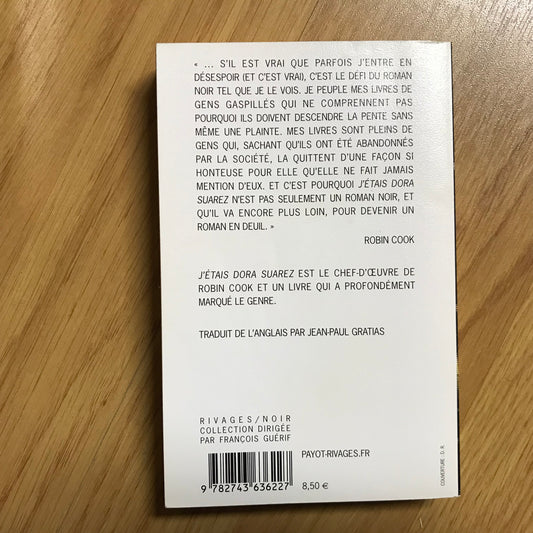 « ... S'IL EST VRAI QUE PARFOIS J'ENTRE EN
DÉSESPOIR (ET C'EST VRAI), C'EST LE DÉFI DU ROMAN
NOIR TEL QUE JE LE VOIS. JE PEUPLE MES LIVRES DE
GENS GASPILLÉS QUI NE COMPRENNENT PAS
POURQUOI ILS DOIVENT DESCENDRE LA PENTE SANS
MÊME UNE PLAINTE. MES LIVRES SONT PLEINS DE
GENS QUI, SACHANT QU'ILS ONT ÉTÉ ABANDONNÉS
PAR LA SOCIÉTÉ, LA QUITTENT D'UNE FAÇON SI
HONTEUSE POUR ELLE QU'ELLE NE FAIT JAMAIS
MENTION D'EUX. ET C'EST POURQUOI J'ÉTAIS DORA
SUAREZ N'EST PAS SEULEMENT UN ROMAN NOIR, ET
QU'IL VA ENCORE PLUS LOIN, POUR DEVENIR UN
ROMAN EN DEUIL. »
ROBIN COOK
J'ÉTAIS DORA SUAREZ EST LE CHEF-D'ŒUVRE DE
ROBIN COOK ET UN LIVRE QUI A PROFONDÉMENT
MARQUÉ LE GENRE.
TRADUIT DE L'ANGLAIS PAR JEAN-PAUL GRATIAS
RIVAGES/NOIR
COLLECTION DIRIGÉE
PAR FRANÇOIS GUÉRIF
PAYOT-RIVAGES.FR
9 782743 636227
8,50 €
COUVERTURE : D. R.